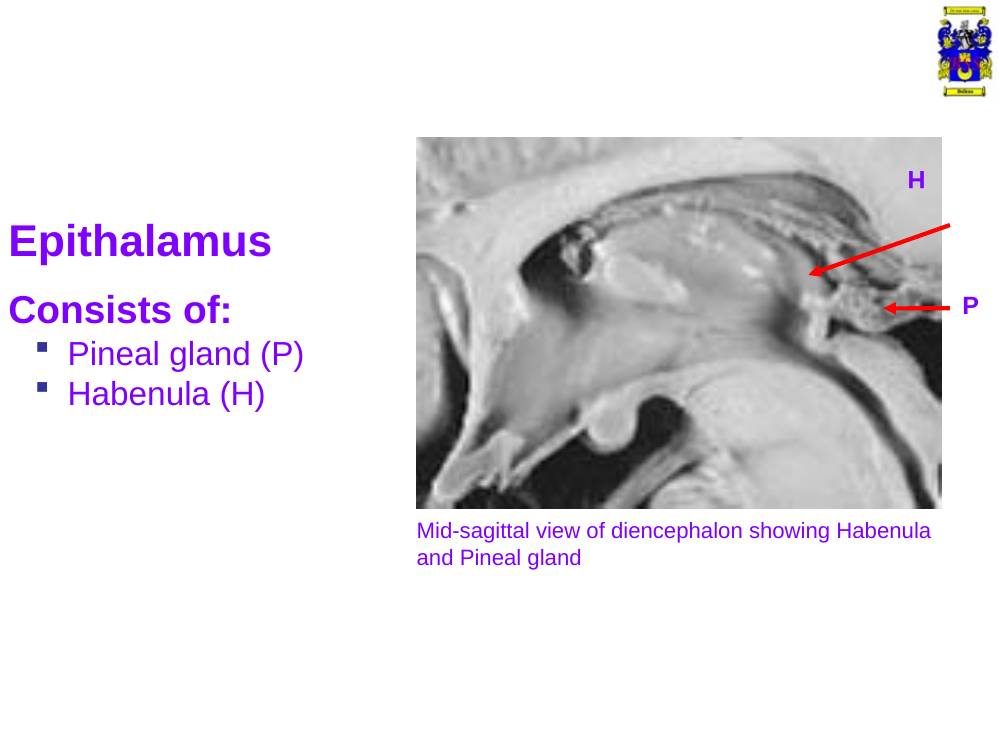 H
Epithalamus
Consists of:
Pineal gland (P)
Habenula (H)
P
Mid-sagittal view of diencephalon showing Habenula
and Pineal gland